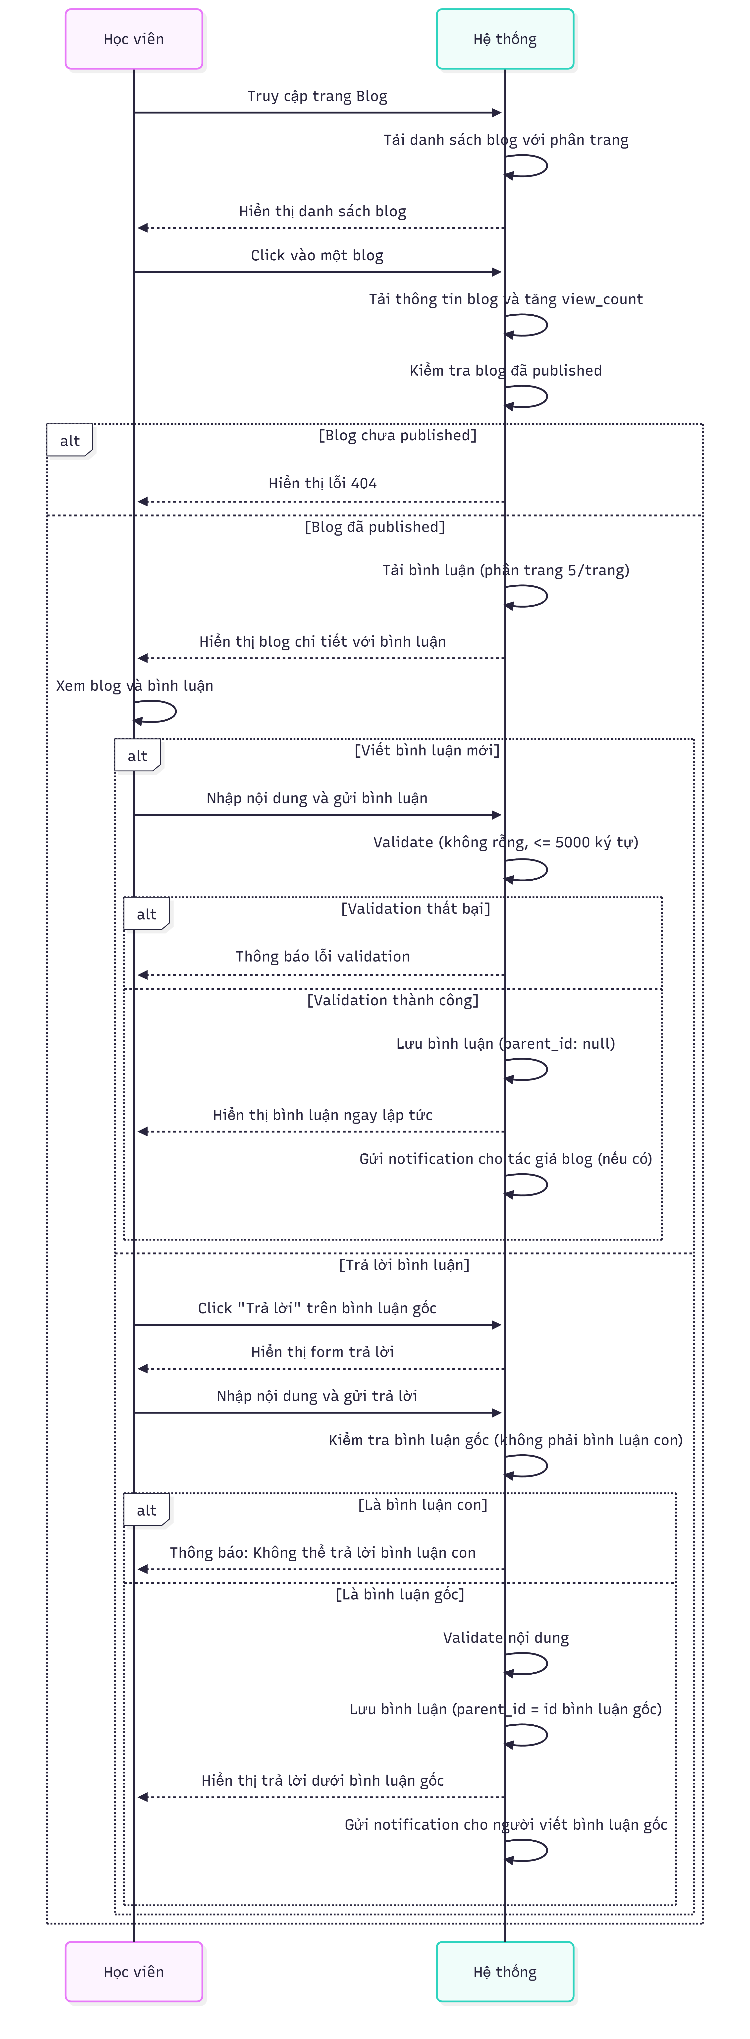 Học viên
Hệ thống
Truy cập trang Blog
Tải danh sách blog với phân trang
Hiển thị danh sách blog
Click vào một blog
Tải thông tin blog và tăng view_count
Kiểm tra blog đã published
alt
[Blog chưa published]
Hiển thị lỗi 404
[Blog đã published]
Tải bình luận (phân trang 5/trang)
Hiển thị blog chi tiết với bình luận
Xem blog và bình luận
alt
[Viết bình luận mới]
Nhập nội dung và gửi bình luận
Validate (không rỗng, <= 5000 ký tự)
alt
[Validation thất bại]
Thông báo lỗi validation
[Validation thành công]
Lưu bình luận (parent_id: null)
Hiển thị bình luận ngay lập tức
Gửi notification cho tác giả blog (nếu có)
[Trả lời bình luận]
Click "Trả lời" trên bình luận gốc
Hiển thị form trả lời
Nhập nội dung và gửi trả lời
Kiểm tra bình luận gốc (không phải bình luận con)
alt
[Là bình luận con]
Thông báo: Không thể trả lời bình luận con
[Là bình luận gốc]
Validate nội dung
Lưu bình luận (parent_id = id bình luận gốc)
Hiển thị trả lời dưới bình luận gốc
Gửi notification cho người viết bình luận gốc
Học viên
Hệ thống